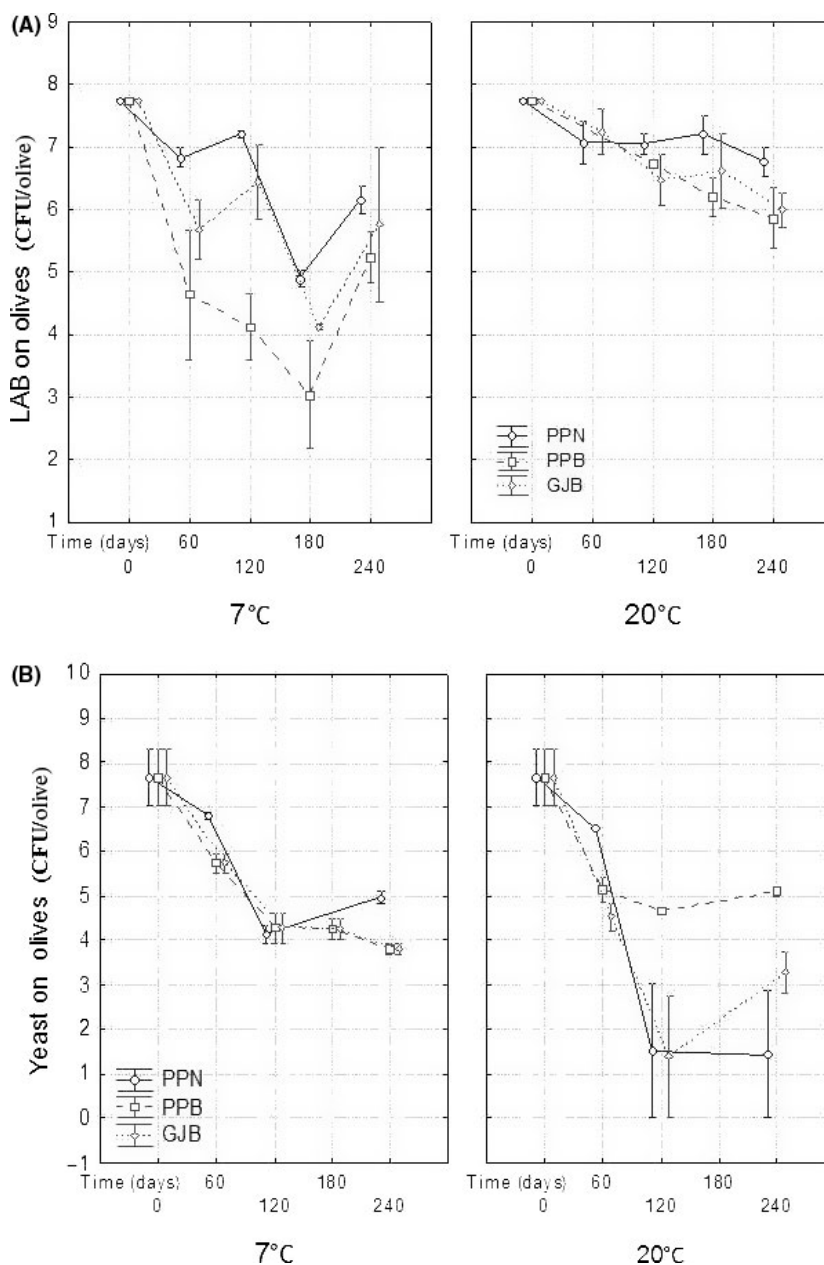 (A)
9
8
7
6
5
4
3
2
1
LAB on olives (CFU/olive)
PPN
PPB
GJB
Time (days) 60 180
0 120 240
7°C
Time (days) 60 180
0 120 240
20°C
(B)
10
9
8
7
6
5
4
3
2
1
0
−1
Yeast on olives (CFU/olive)
PPN
PPB
GJB
Time (days) 60 180
0 120 240
7°C
Time (days) 60 180
0 120 240
20°C